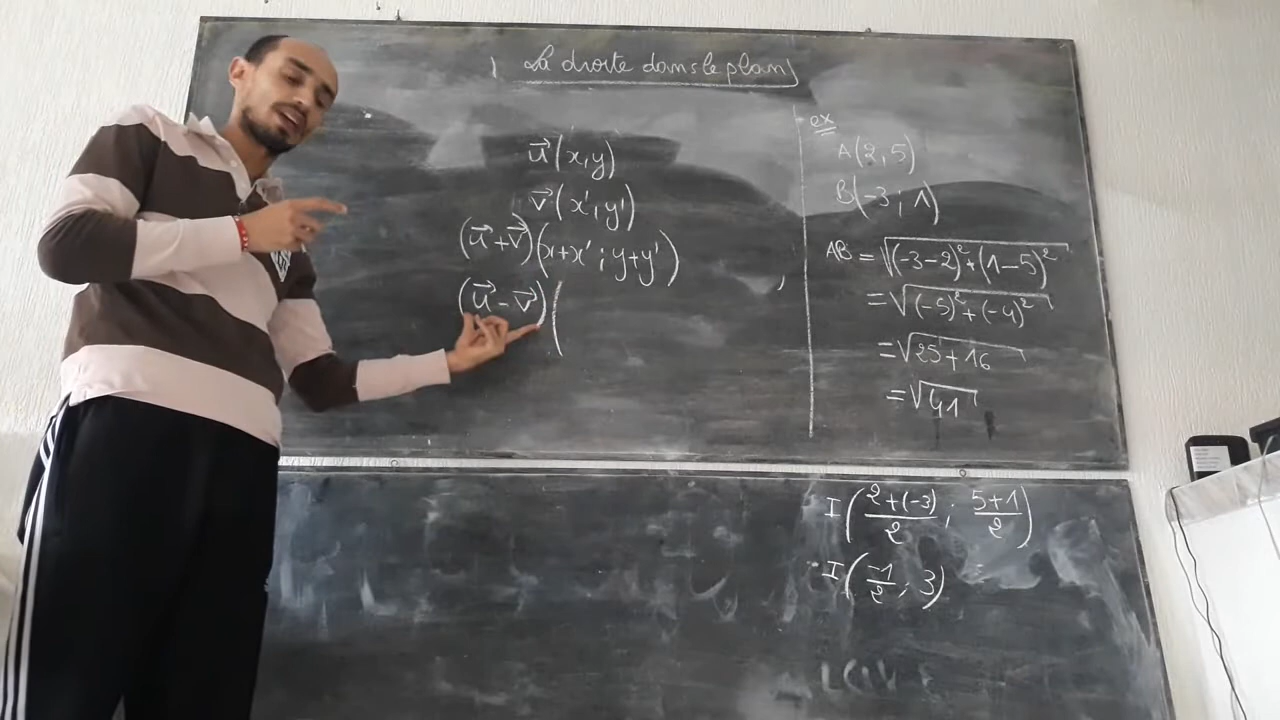 La droite dans le plan
u⃗(x,y)
v⃗(x',y')
(u⃗+v⃗)(x+x' ; y+y')
(u⃗-v⃗)(
ex
A(2,5)
B(-3;1)
AB=√((-3-2)²+(1-5)²)
=√((-5)²+(-4)²)
=√(25+16)
=√41
I((2+(-3))/2 ; (5+1)/2)
I(-1/2 ; 3)